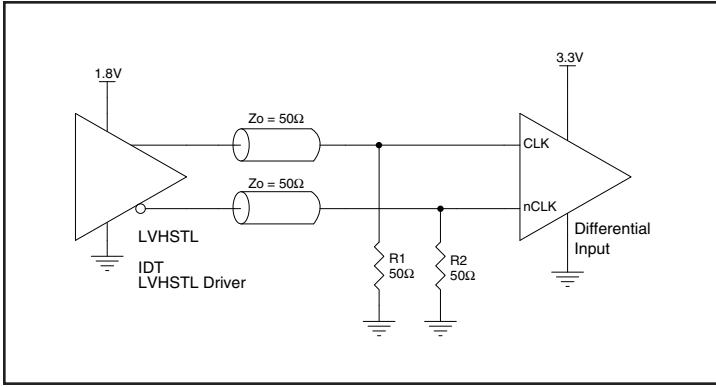 1.8V
3.3V
Zo = 50Ω
CLK
Zo = 50Ω
nCLK
LVHSTL
IDT
LVHSTL Driver
R1
50Ω
R2
50Ω
Differential
Input